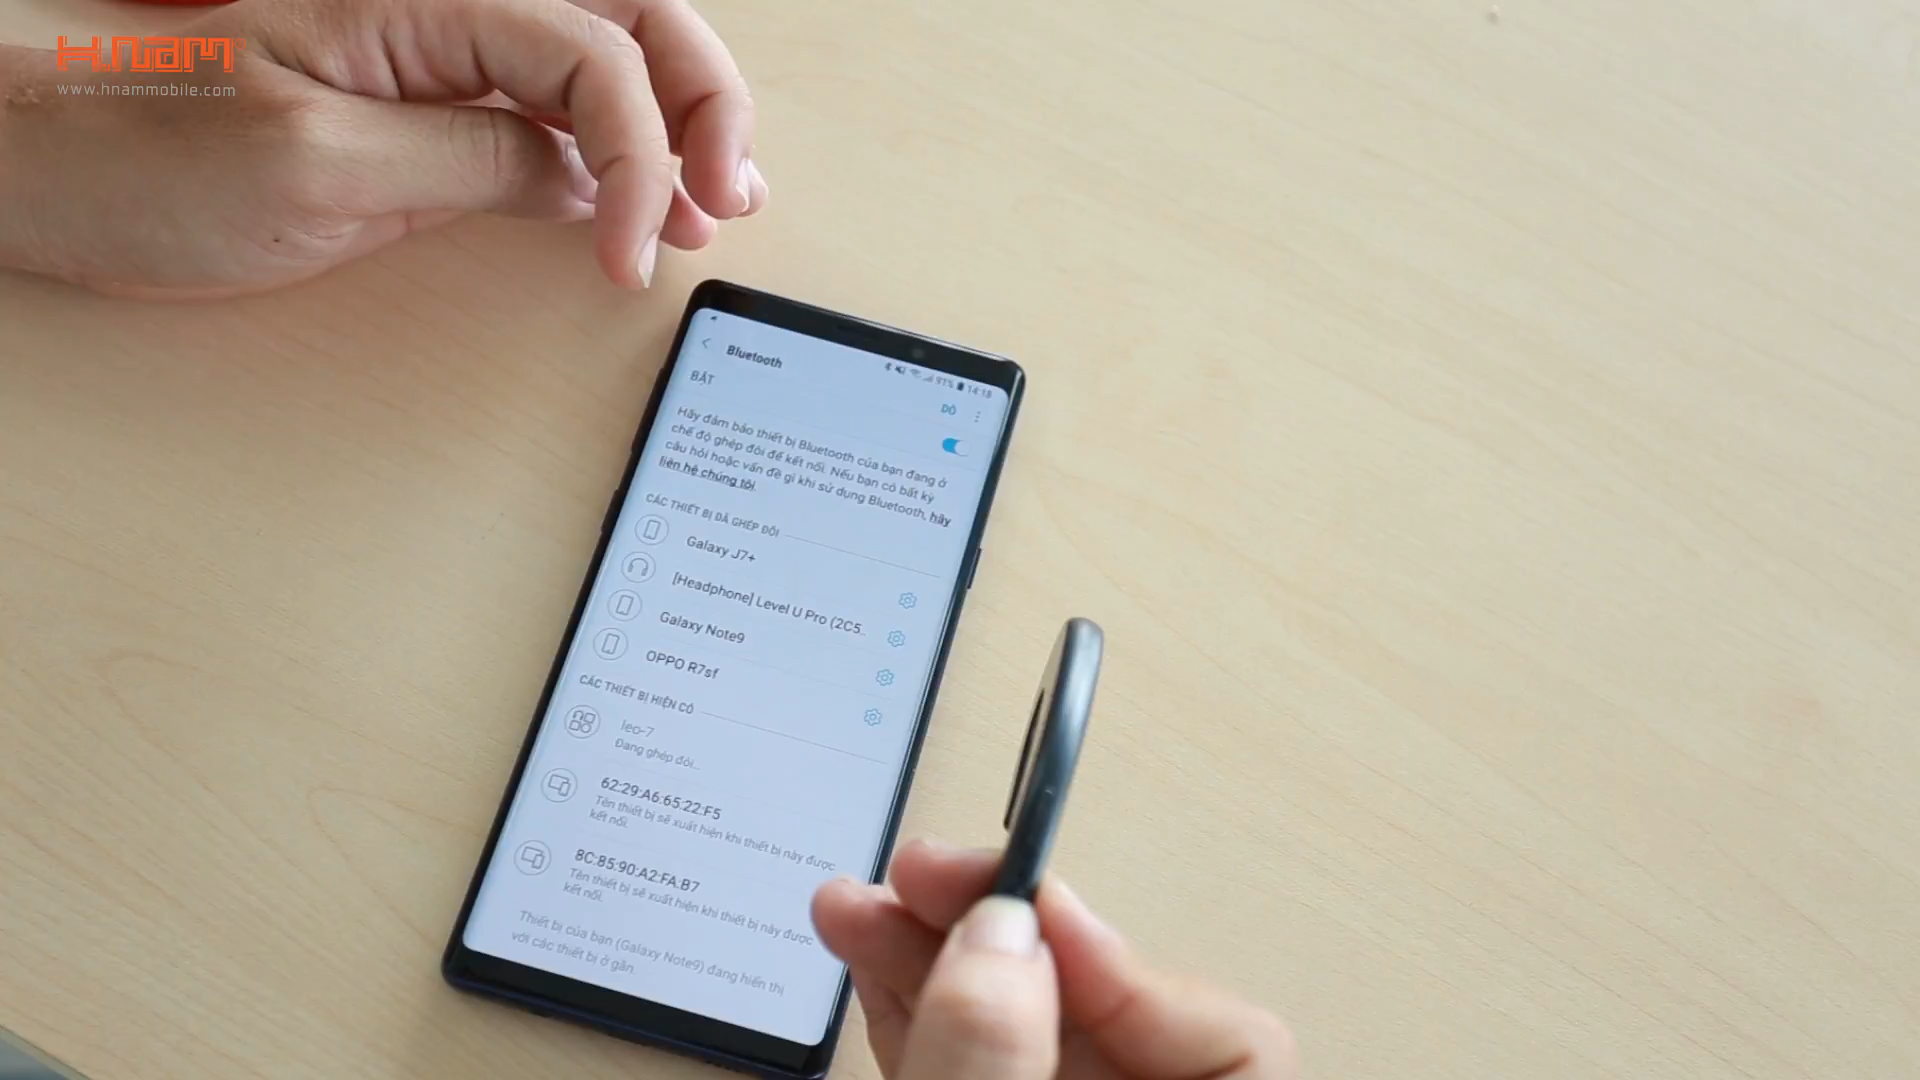 H.nam
www.hnammobile.com
Bluetooth
91% 14:18
BẬT
DÒ
Hãy đảm bảo thiết bị Bluetooth của bạn đang ở
chế độ ghép đôi để kết nối. Nếu bạn có bất kỳ
câu hỏi hoặc vấn đề gì khi sử dụng Bluetooth, hãy
liên hệ chúng tôi.
CÁC THIẾT BỊ ĐÃ GHÉP ĐÔI
Galaxy J7+
[Headphone] Level U Pro (2C5..
Galaxy Note9
OPPO R7sf
CÁC THIẾT BỊ HIỆN CÓ
leo-7
Đang ghép đôi...
62:29:A6:65:22:F5
Tên thiết bị sẽ xuất hiện khi thiết bị này được
kết nối.
8C:85:90:A2:FA:B7
Tên thiết bị sẽ xuất hiện khi thiết bị này được
kết nối.
Thiết bị của bạn (Galaxy Note9) đang hiển thị
với các thiết bị ở gần.